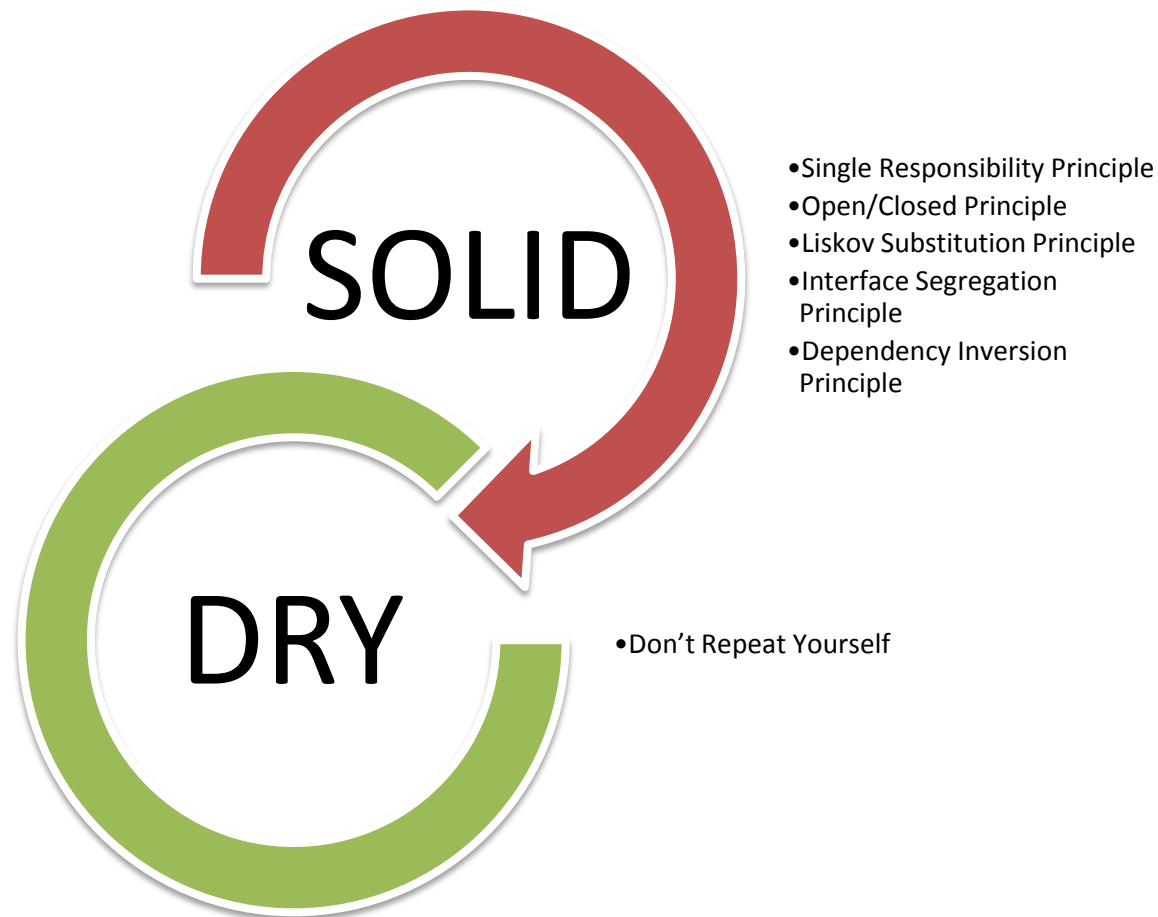 SOLID
•Single Responsibility Principle
•Open/Closed Principle
•Liskov Substitution Principle
•Interface Segregation
Principle
•Dependency Inversion
Principle
DRY
•Don’t Repeat Yourself